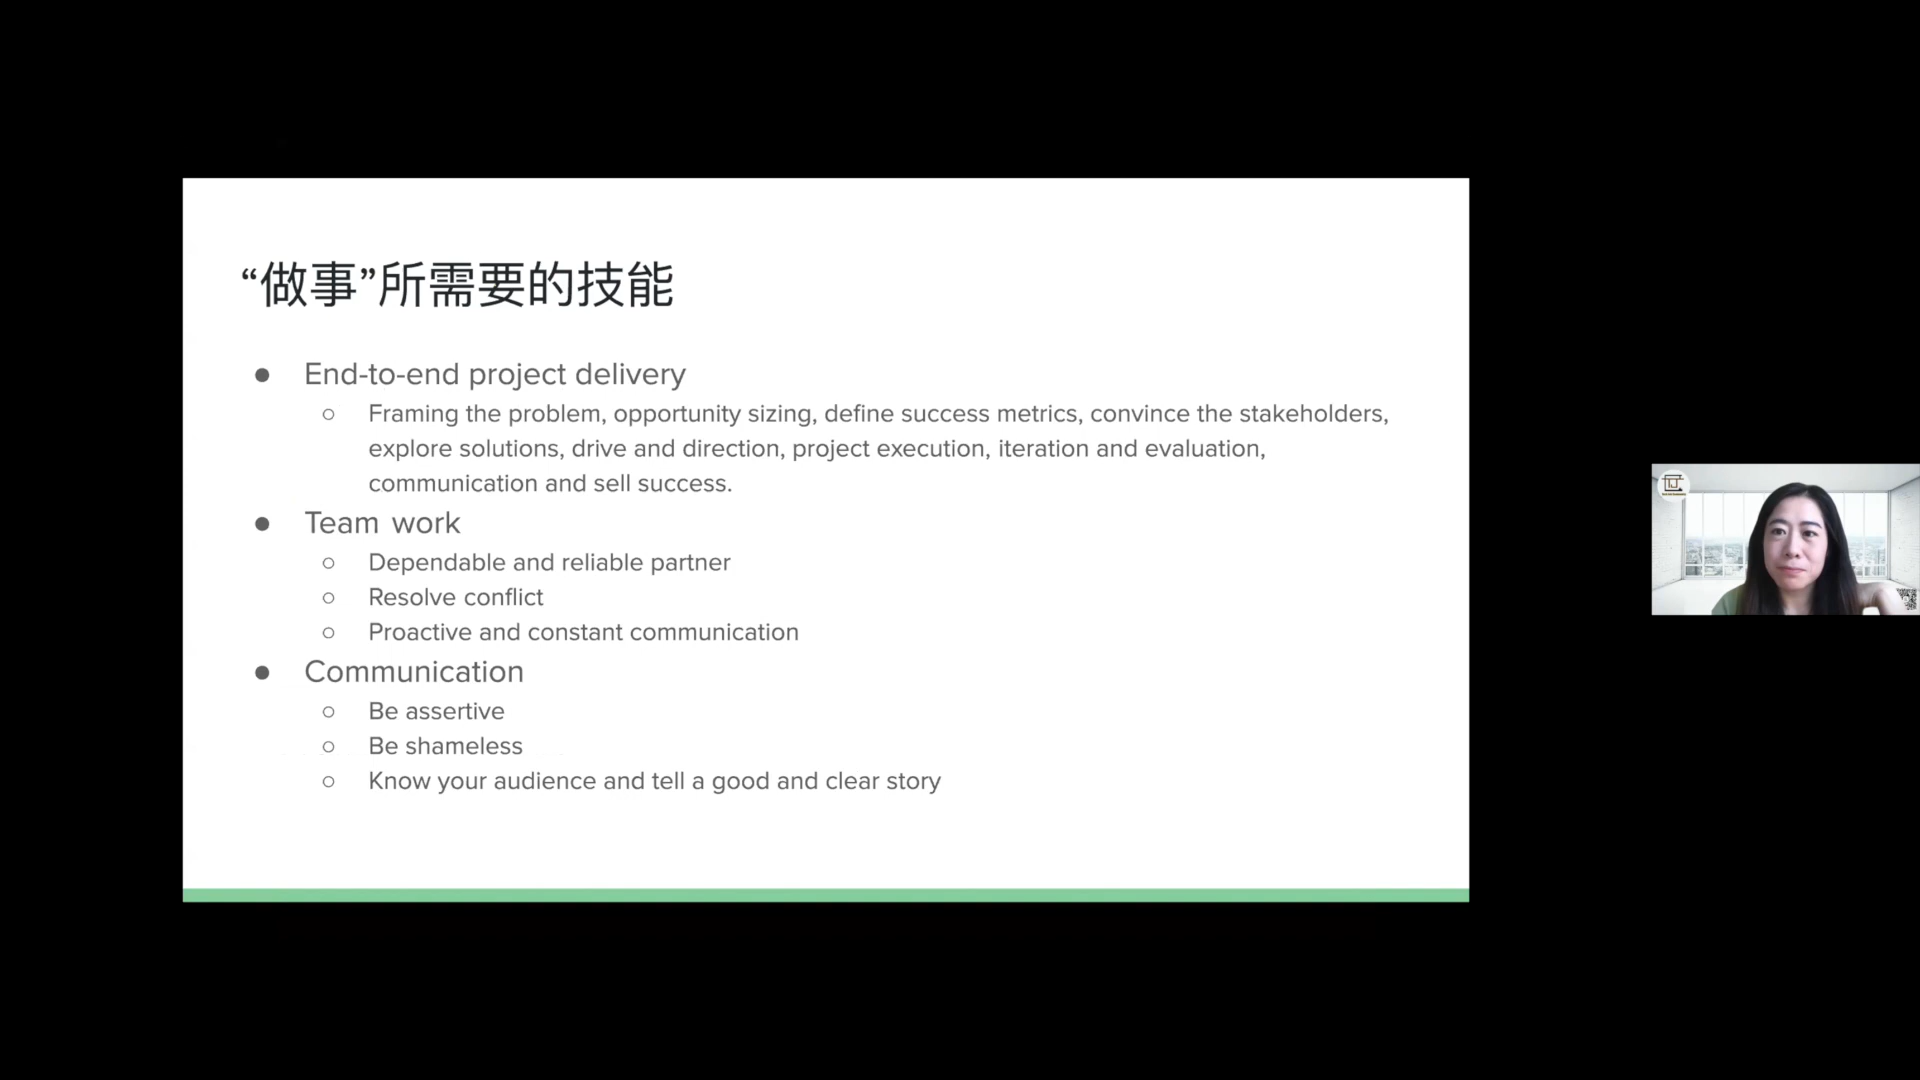 “做事”所需要的技能
● End-to-end project delivery
○ Framing the problem, opportunity sizing, define success metrics, convince the stakeholders,
explore solutions, drive and direction, project execution, iteration and evaluation,
communication and sell success.
● Team work
○ Dependable and reliable partner
○ Resolve conflict
○ Proactive and constant communication
● Communication
○ Be assertive
○ Be shameless
○ Know your audience and tell a good and clear story